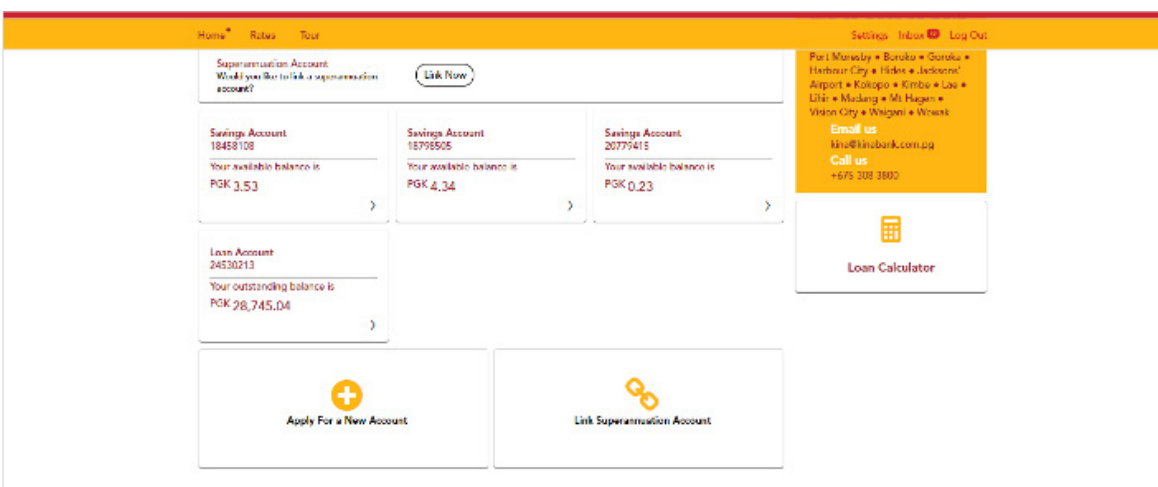 Home
Rates
Tour
Settings
Inbox
Log Out
Superannuation Account
Would you like to link a superannuation
account?
Link Now
Port Moresby • Boroko • Goroka •
Harbour City • Hides • Jacksons'
Airport • Kokopo • Kimbe • Lae •
Lihir • Madang • Mt Hagen •
Vision City • Waigani • Wewak
Email us
kina@kinabank.com.pg
Call us
+675 308 3800
Savings Account
18458108
Your available balance is
PGK 3.53
Savings Account
18798505
Your available balance is
PGK 4.34
Savings Account
20779415
Your available balance is
PGK 0.23
Loan Calculator
Loan Account
24530213
Your outstanding balance is
PGK 28,745.04
Apply For a New Account
Link Superannuation Account